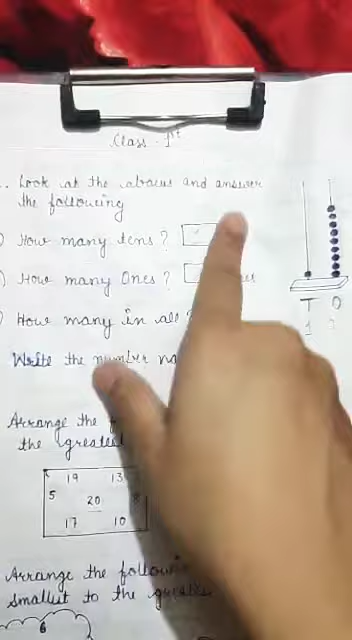 Class - 1st
Look at the abacus and answer
the following
How many tens?
How many Ones?
T O
1
How many in all
Write the number
Arrange the
the greatest
19 13
5 20 8
17 10
Arrange the
smallest to the greatest
6